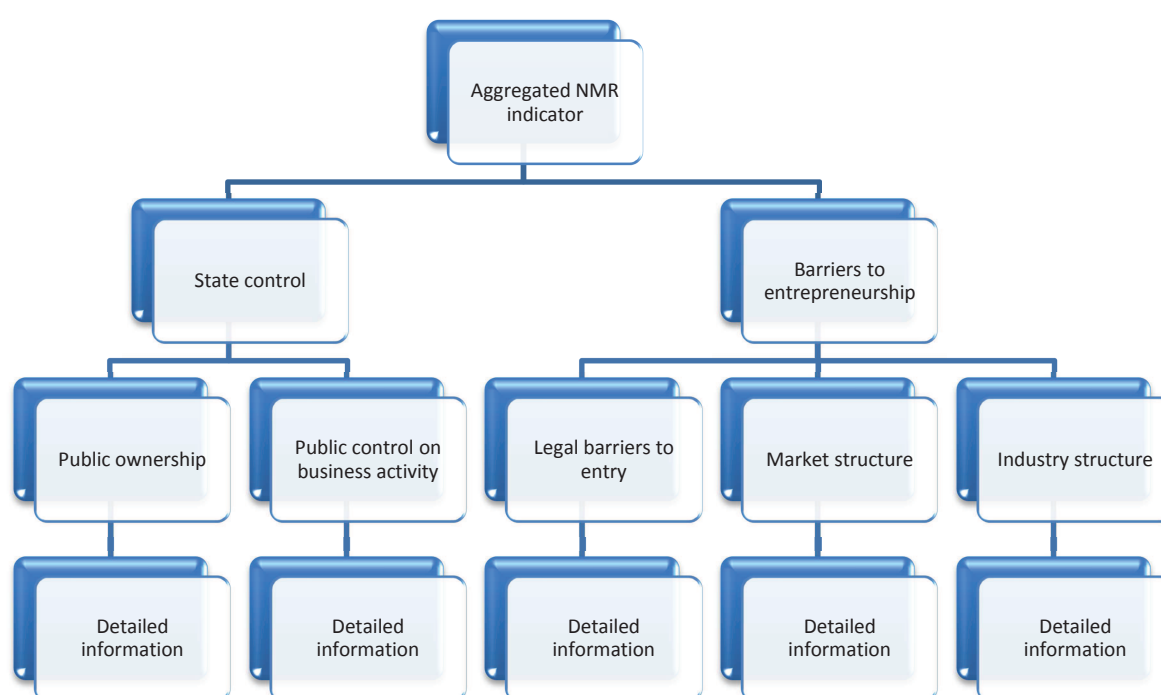 Aggregated NMR
indicator
State control
Barriers to
entrepreneurship
Public ownership
Public control on
business activity
Legal barriers to
entry
Market structure
Industry structure
Detailed
information
Detailed
information
Detailed
information
Detailed
information
Detailed
information